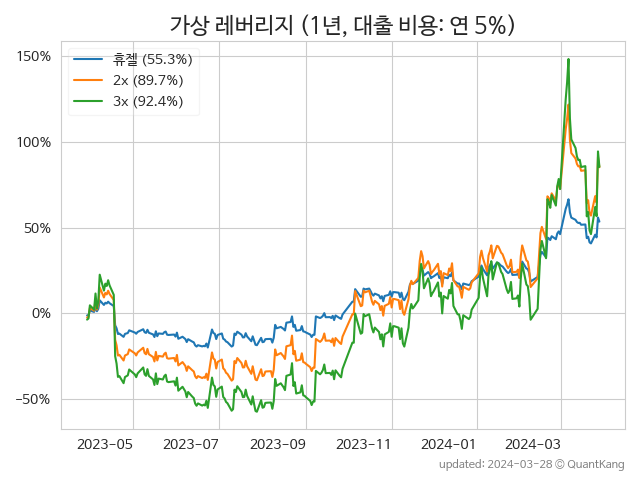 가상 레버리지 (1년, 대출 비용: 연 5%)
휴젤 (55.3%)
2x (89.7%)
3x (92.4%)
150%
100%
50%
0%
−50%
2023−05 2023−07 2023−09 2023−11 2024−01 2024−03
updated: 2024-03-28 © QuantKang